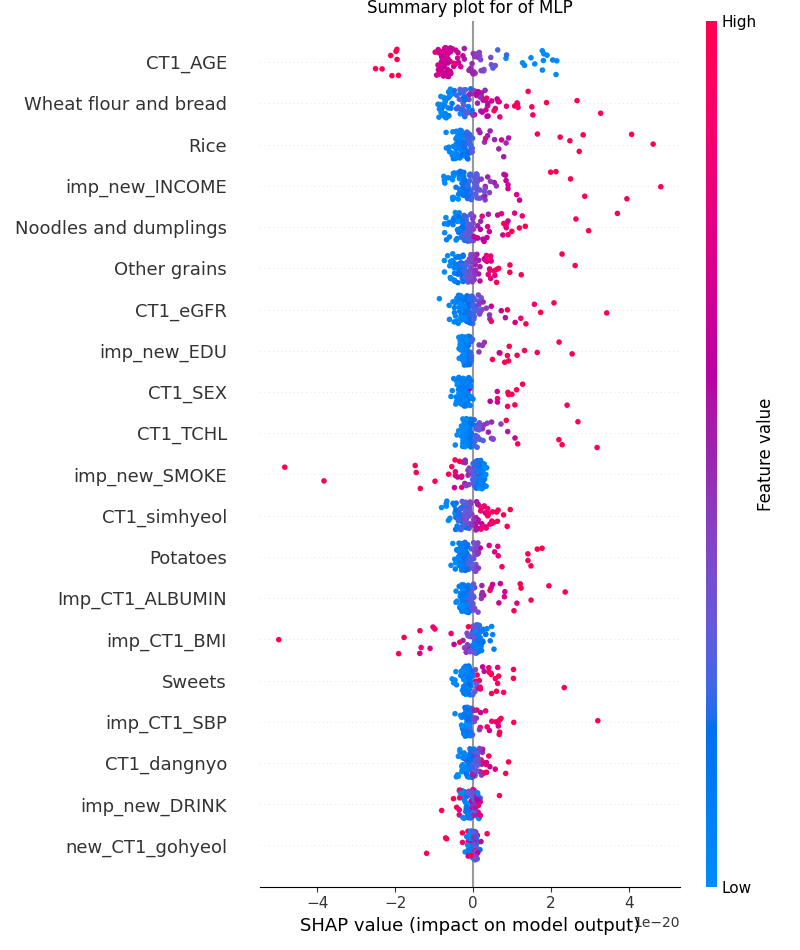 Summary plot for of MLP
High
CT1_AGE
Wheat flour and bread
Rice
imp_new_INCOME
Noodles and dumplings
Other grains
CT1_eGFR
imp_new_EDU
CT1_SEX
CT1_TCHL
imp_new_SMOKE
CT1_simhyeol
Potatoes
Imp_CT1_ALBUMIN
imp_CT1_BMI
Sweets
imp_CT1_SBP
CT1_dangnyo
imp_new_DRINK
new_CT1_gohyeol
Feature value
Low
−4 −2 0 2 4
1e−20
SHAP value (impact on model output)